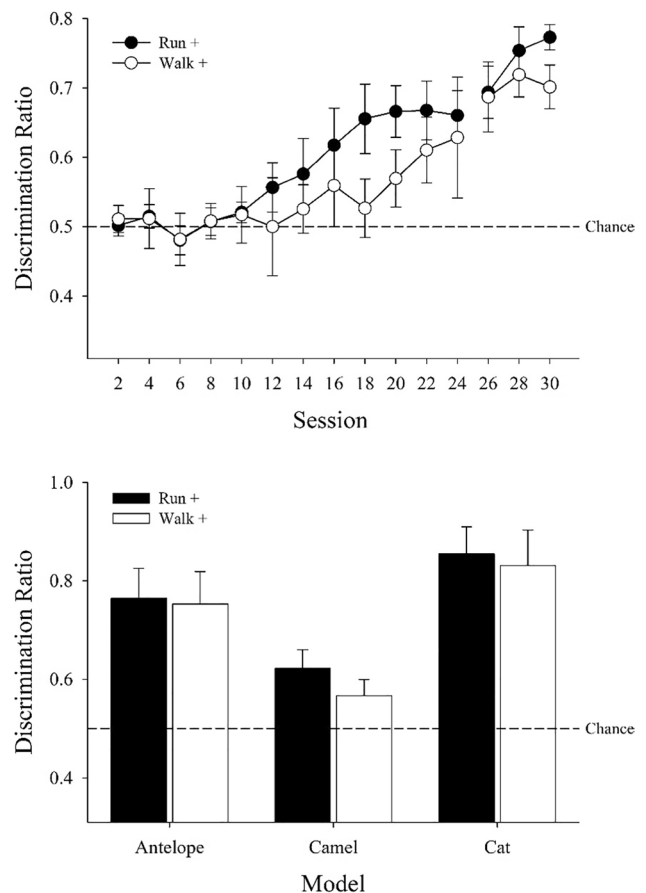 0.8
Run +
Walk +
0.7
0.6
0.5
Chance
0.4
Discrimination Ratio
2 4 6 8 10 12 14 16 18 20 22 24 26 28 30
Session
1.0
Run +
Walk +
0.8
0.6
Chance
0.4
Discrimination Ratio
Antelope Camel Cat
Model